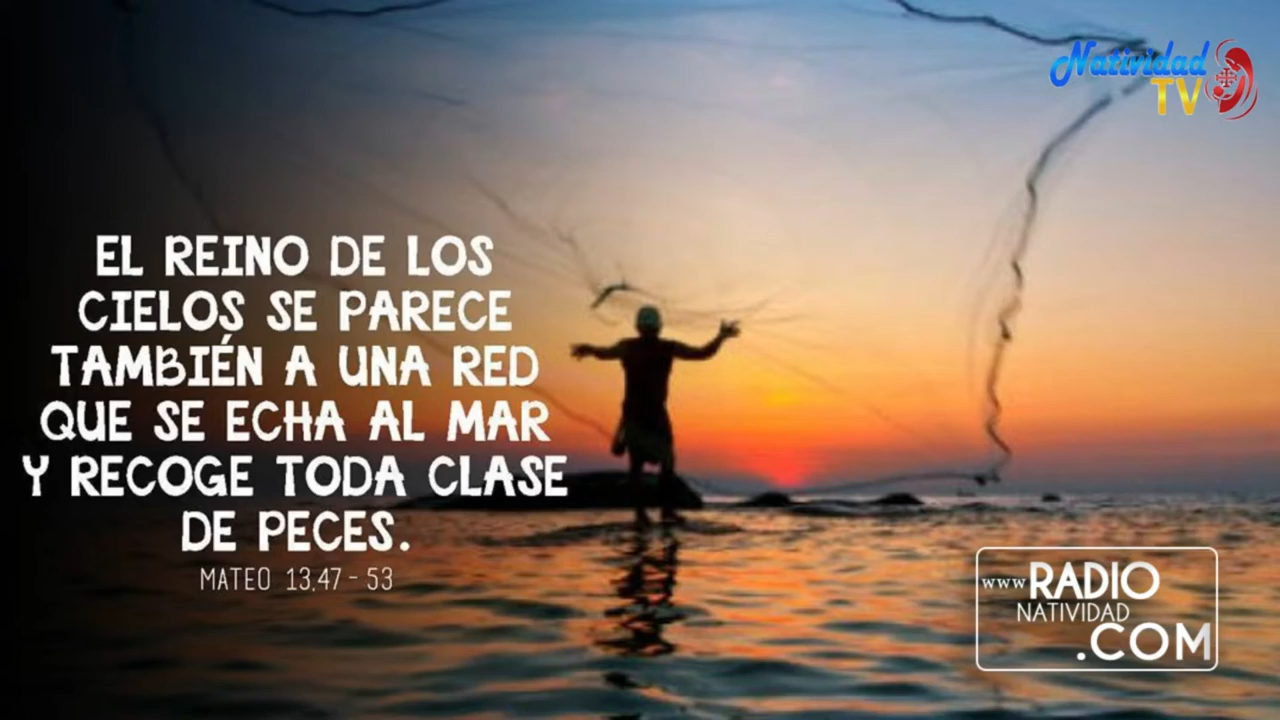 Natividad
TV
EL REINO DE LOS
CIELOS SE PARECE
TAMBIÉN A UNA RED
QUE SE ECHA AL MAR
Y RECOGE TODA CLASE
DE PECES.
MATEO 13,47 - 53
www RADIO
NATIVIDAD
.COM